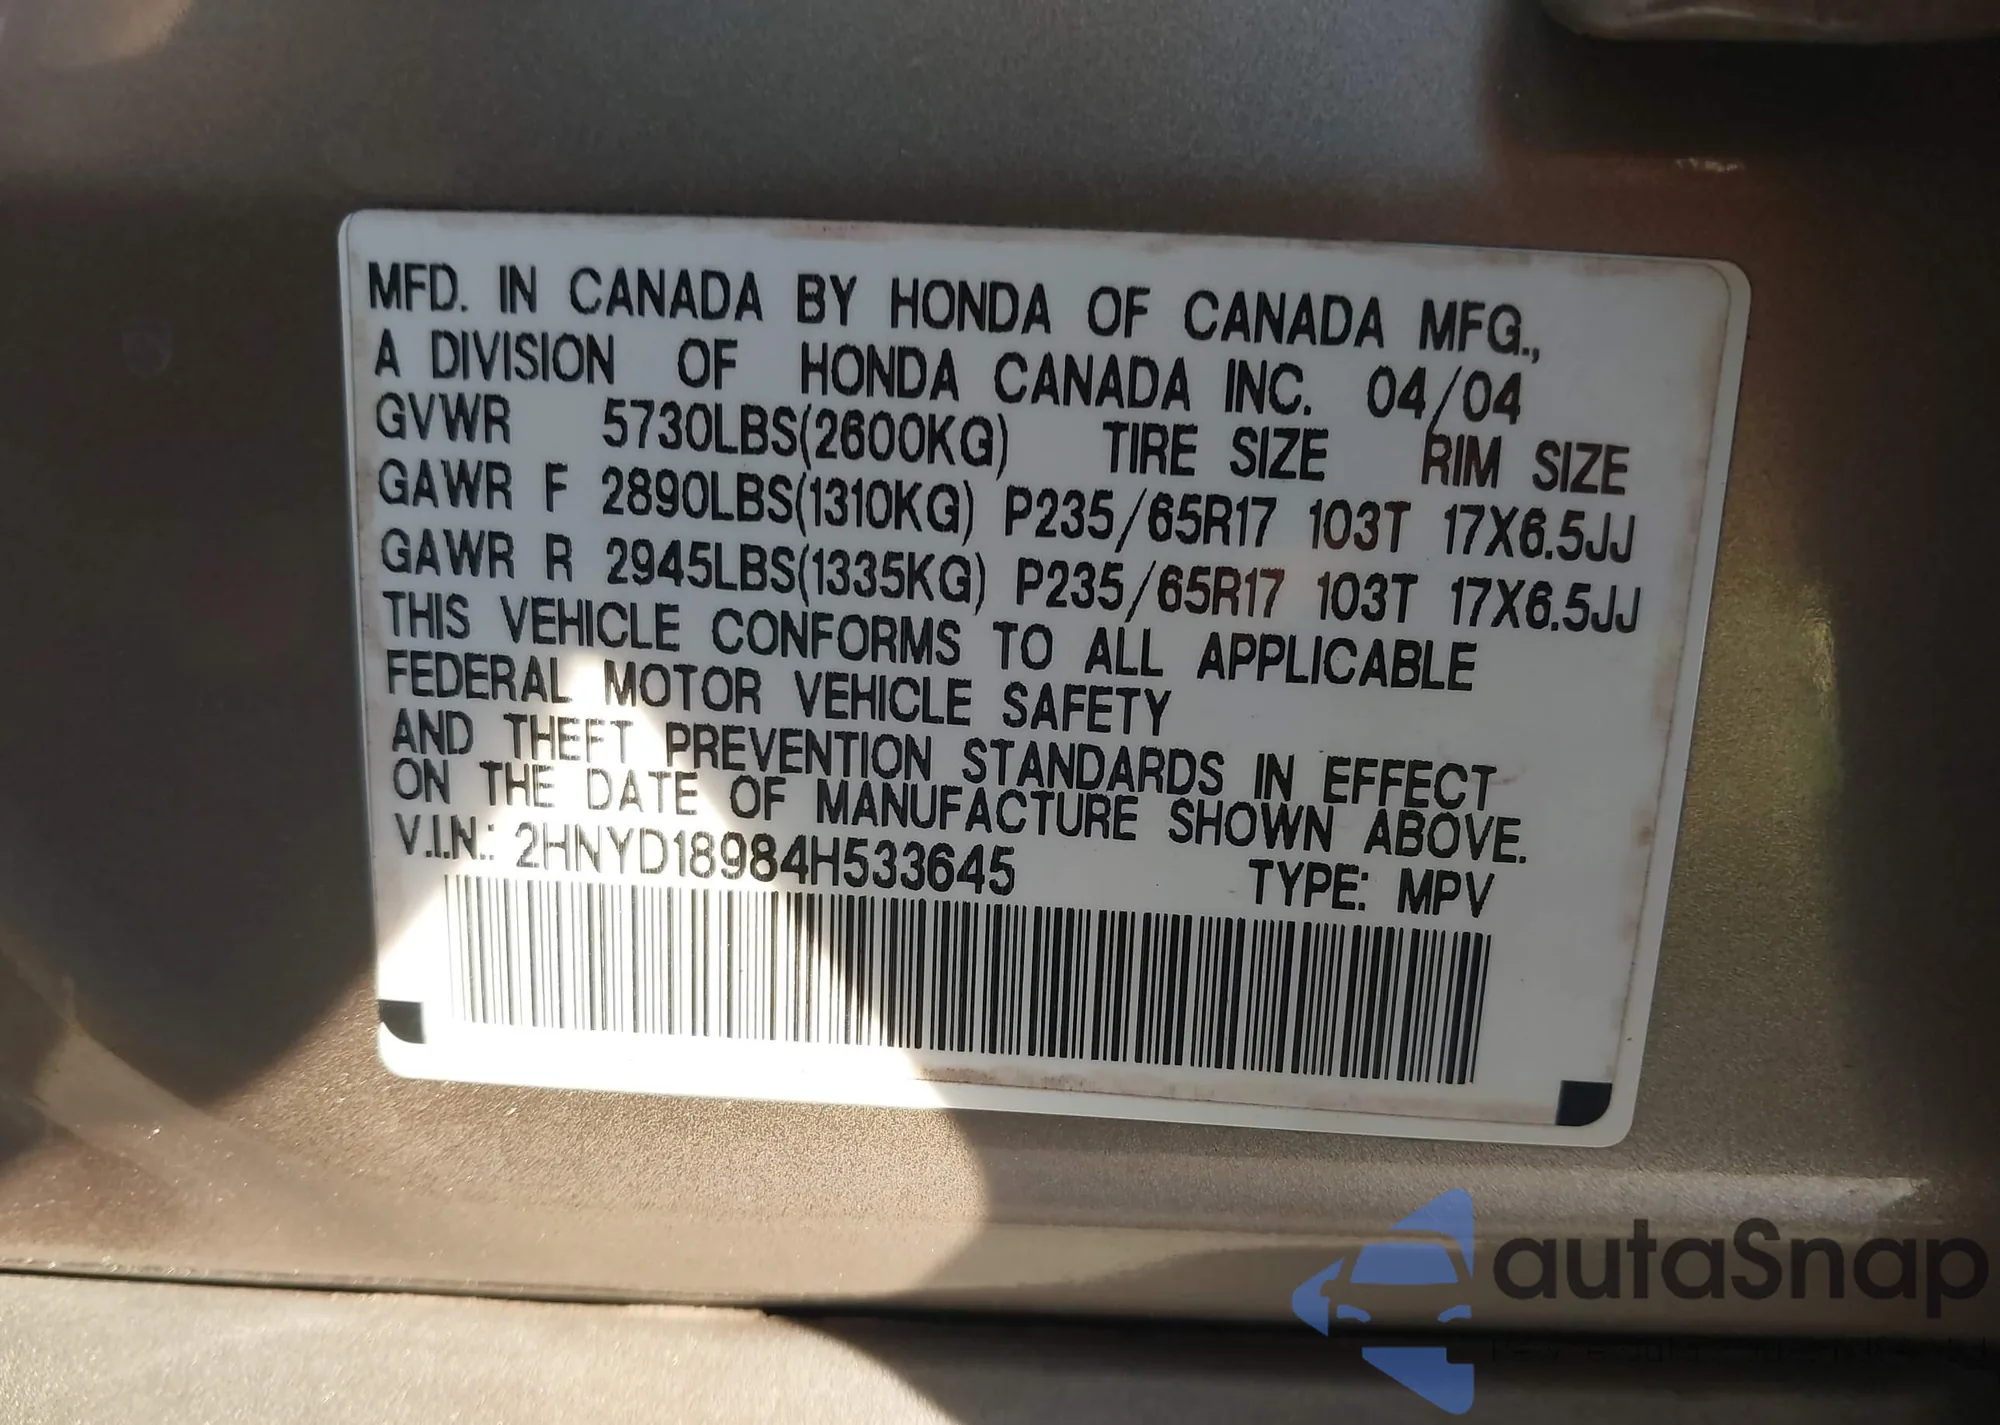 MFD. IN CANADA BY HONDA OF CANADA MFG.,
A DIVISION OF HONDA CANADA INC. 04/04
GVWR 5730LBS(2600KG) TIRE SIZE RIM SIZE
GAWR F 2890LBS(1310KG) P235/65R17 103T 17X6.5JJ
GAWR R 2945LBS(1335KG) P235/65R17 103T 17X6.5JJ
THIS VEHICLE CONFORMS TO ALL APPLICABLE
FEDERAL MOTOR VEHICLE SAFETY
AND THEFT PREVENTION STANDARDS IN EFFECT
ON THE DATE OF MANUFACTURE SHOWN ABOVE.
V.I.N.: 2HNYD18984H533645 TYPE: MPV
autaSnap